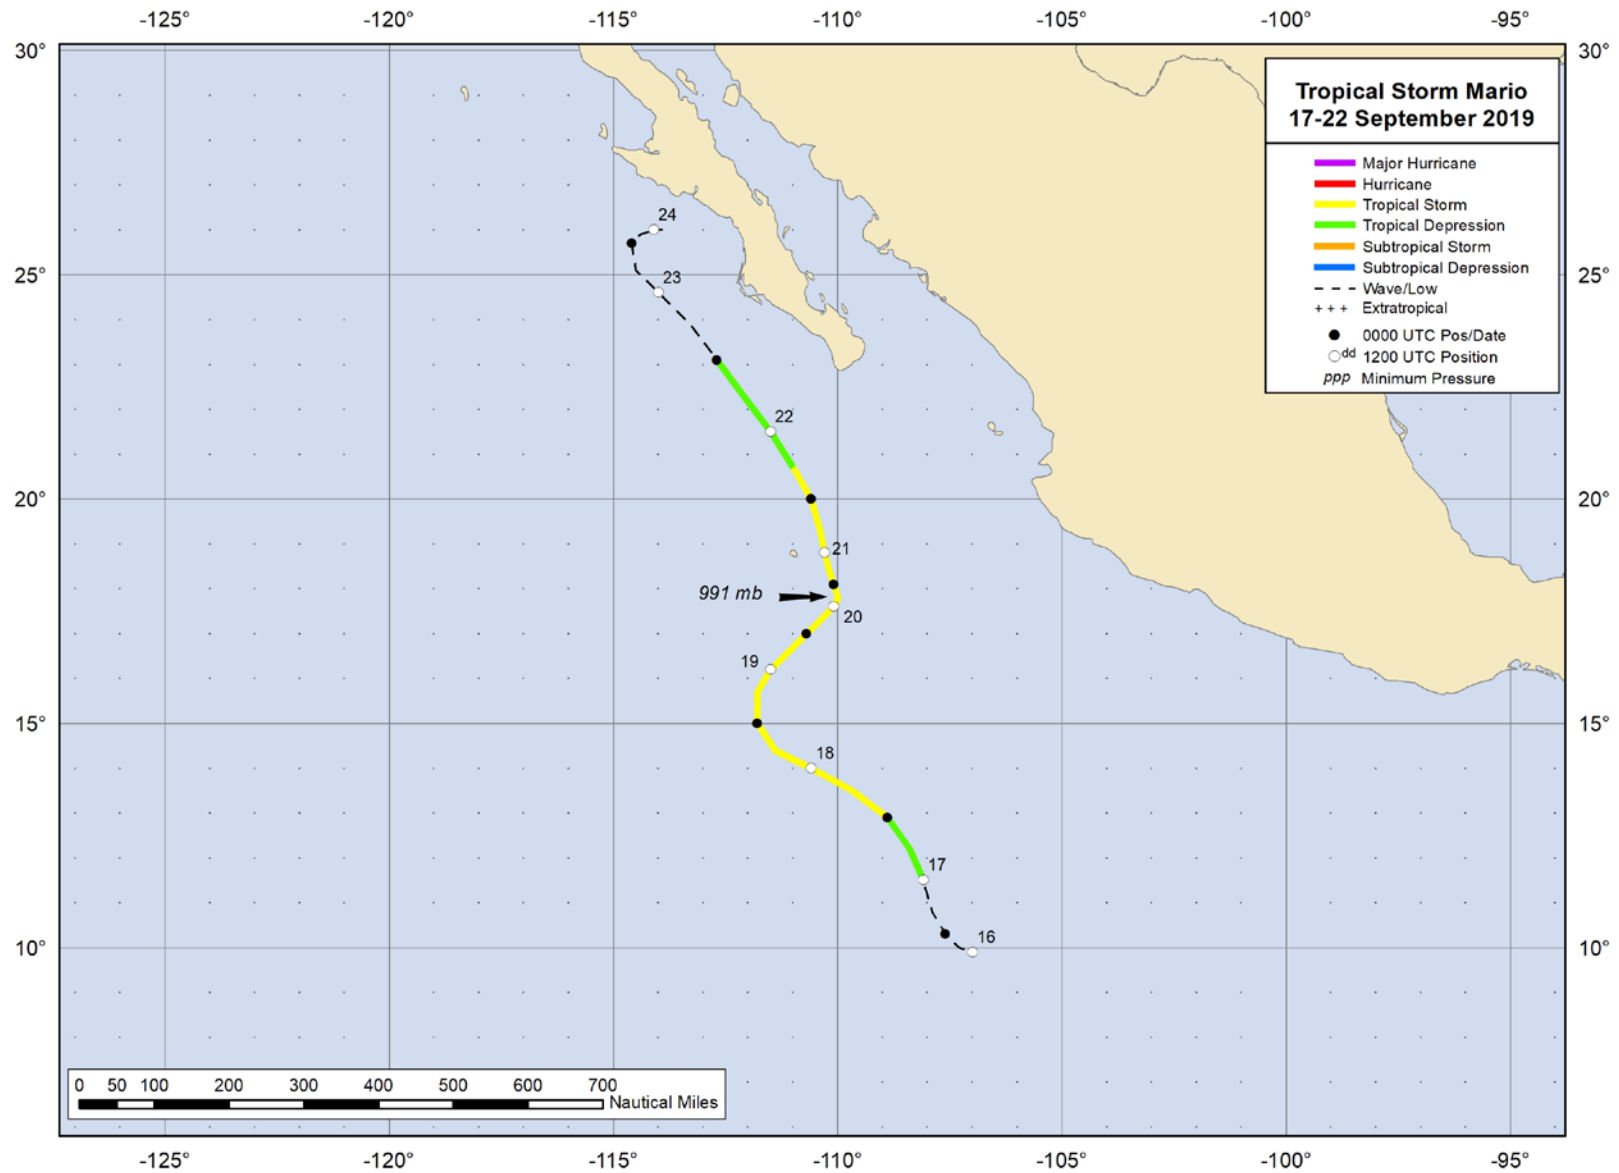 -125° -120° -115° -110° -105° -100° -95°
30° 30°
Tropical Storm Mario
17-22 September 2019
Major Hurricane
Hurricane
Tropical Storm
Tropical Depression
Subtropical Storm
Subtropical Depression
Wave/Low
+++ Extratropical
0000 UTC Pos/Date
dd 1200 UTC Position
ppp Minimum Pressure
24
25° 23 25°
22
20° 20°
21
991 mb
20
19
15° 15°
18
17
16
10° 10°
0 50 100 200 300 400 500 600 700
Nautical Miles
-125° -120° -115° -110° -105° -100° -95°